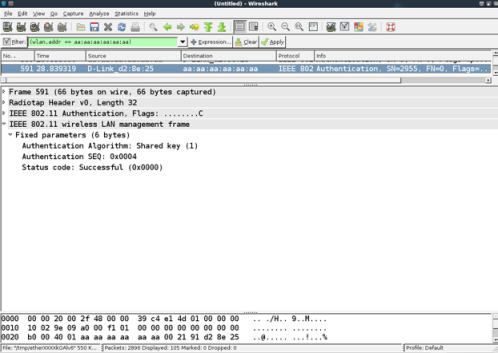 (Untitled) - Wireshark
File Edit View Go Capture Analyze Statistics Help
Filter: (wlan.addr == aa:aa:aa:aa:aa:aa) Expression... Clear Apply
No. . Time Source Destination Protocol Info
591 28.839319 D-Link_d2:8e:25 aa:aa:aa:aa:aa:aa IEEE 802 Authentication, SN=2955, FN=0, Flags=...
Frame 591 (66 bytes on wire, 66 bytes captured)
Radiotap Header v0, Length 32
IEEE 802.11 Authentication, Flags: ........C
IEEE 802.11 wireless LAN management frame
Fixed parameters (6 bytes)
Authentication Algorithm: Shared key (1)
Authentication SEQ: 0x0004
Status code: Successful (0x0000)
0000 00 00 20 00 2f 48 00 00 39 c4 e1 4d 01 00 00 00 .. ./H.. 9..M....
0010 10 02 9e 09 a0 00 f1 01 00 00 00 00 00 00 00 00 ........ ........
0020 b0 00 40 01 aa aa aa aa aa aa 00 21 91 d2 8e 25 ..@..... ...!...%
Packets: 2896 Displayed: 105 Marked: 0 Dropped: 0
Profile: Default